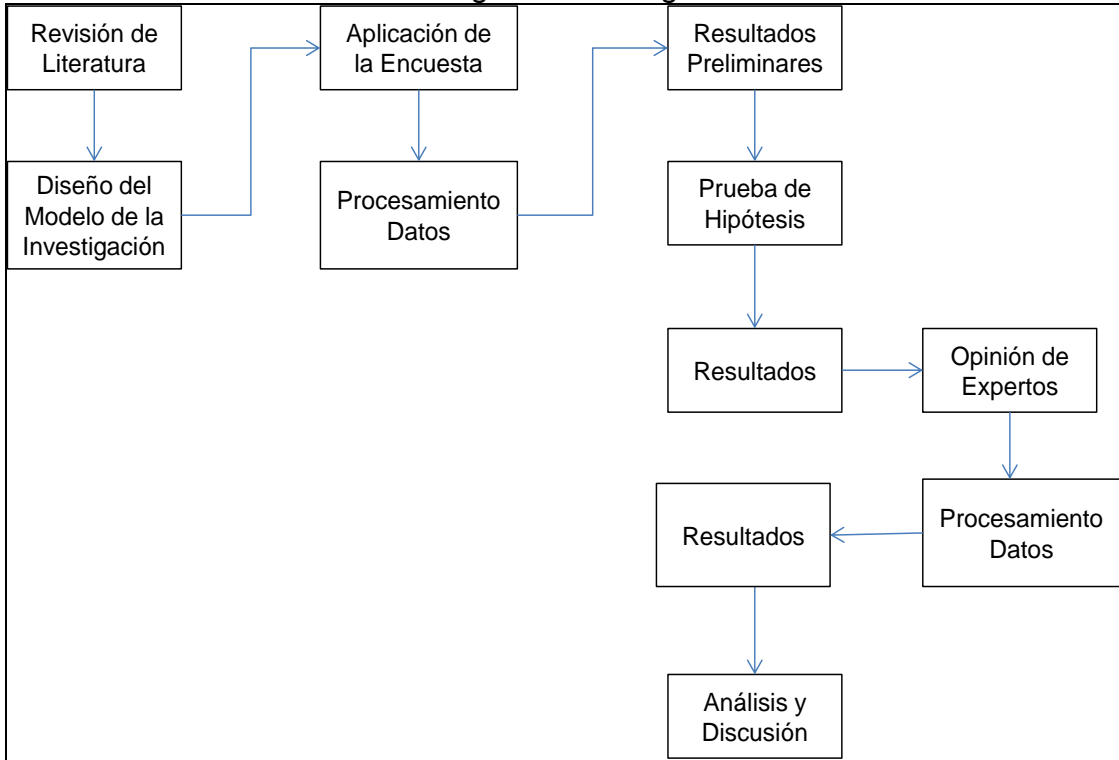 Revisión de
Literatura
Diseño del
Modelo de la
Investigación
Aplicación de
la Encuesta
Procesamiento
Datos
Resultados
Preliminares
Prueba de
Hipótesis
Resultados
Opinión de
Expertos
Procesamiento
Datos
Resultados
Análisis y
Discusión